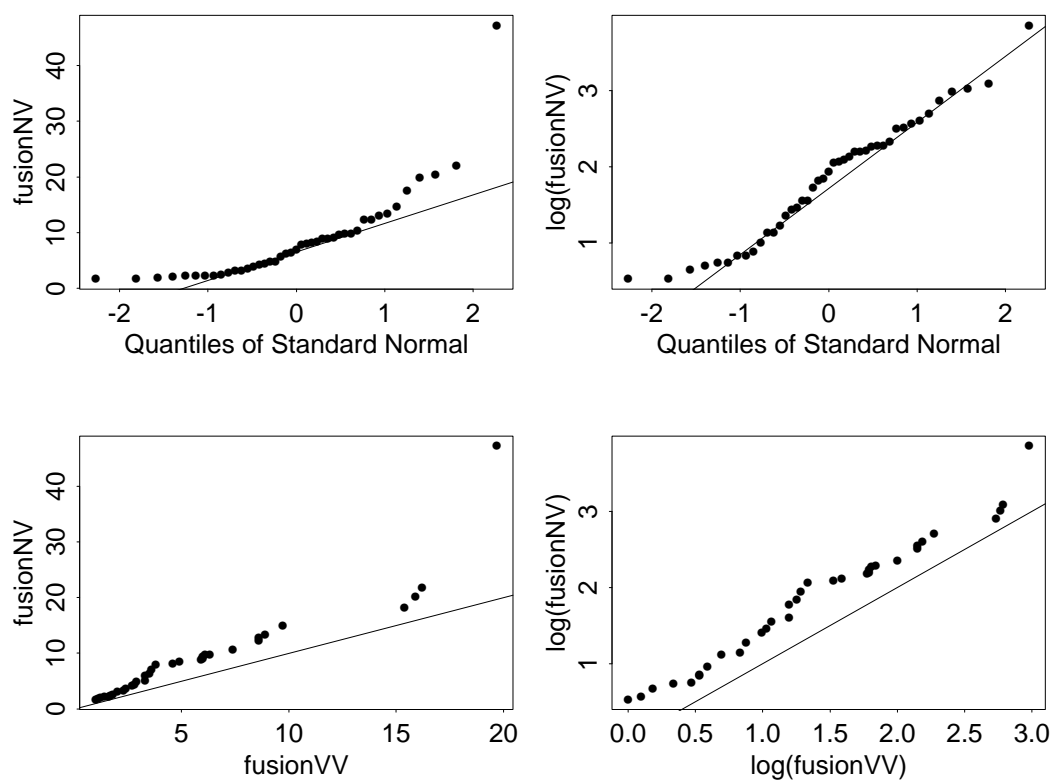 fusionNV
0 10 20 30 40
-2 -1 0 1 2
Quantiles of Standard Normal
log(fusionNV)
1 2 3
-2 -1 0 1 2
Quantiles of Standard Normal
fusionNV
0 10 20 30 40
5 10 15 20
fusionVV
log(fusionNV)
1 2 3
0.0 0.5 1.0 1.5 2.0 2.5 3.0
log(fusionVV)